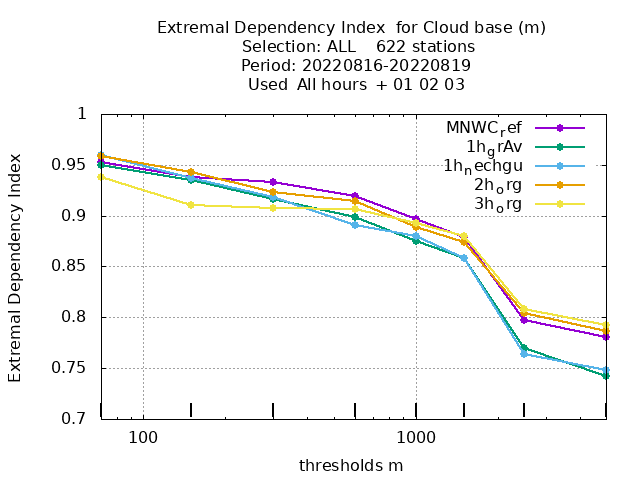 Extremal Dependency Index  for Cloud base (m)
Selection: ALL    622 stations
Period: 20220816-20220819
Used  All hours  + 01 02 03
Extremal Dependency Index
1
0.95
0.9
0.85
0.8
0.75
0.7
MNWC_ref
1h_grAv
1h_nechgu
2h_org
3h_org
100
1000
thresholds m